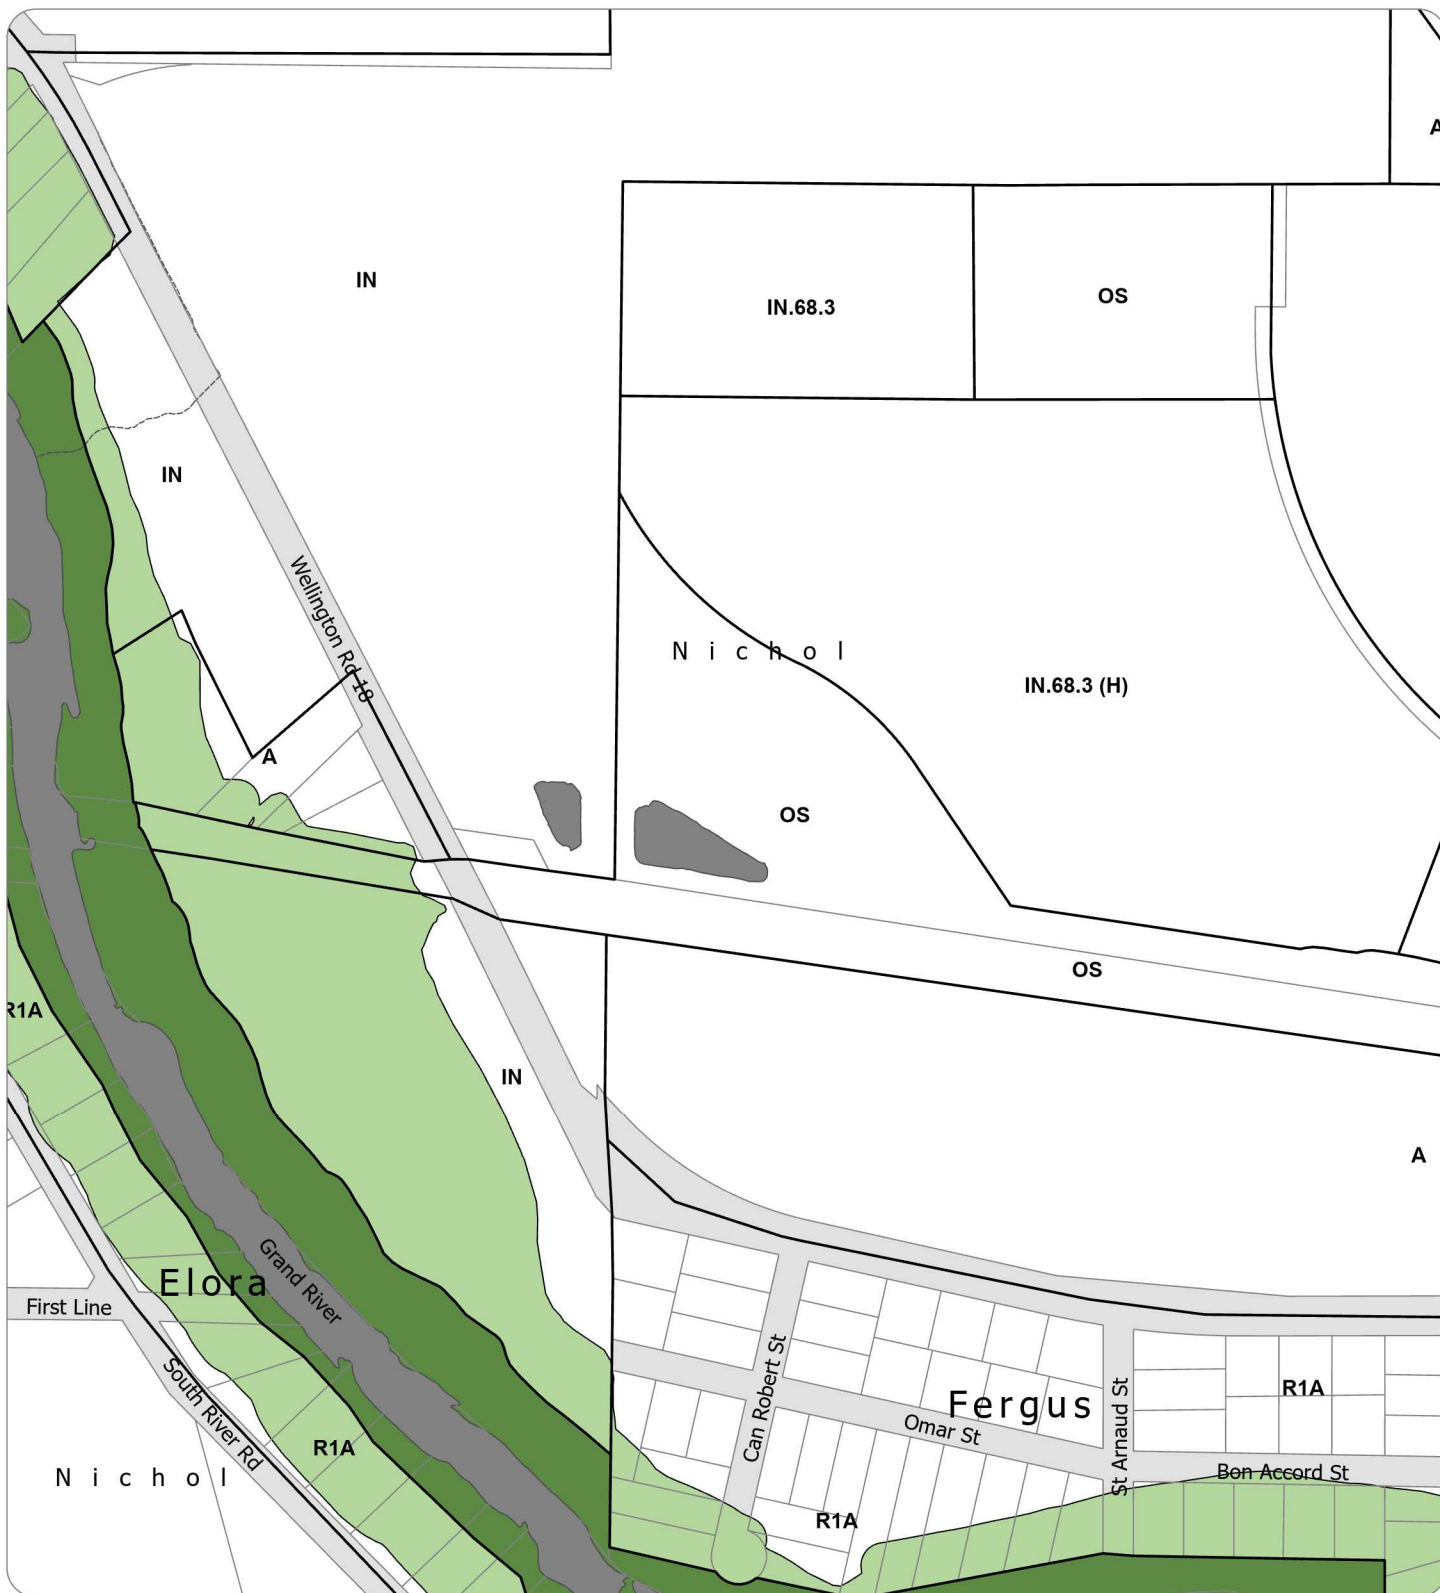 A
IN
IN.68.3
OS
IN
Wellington Rd 18
Nichol
IN.68.3 (H)
A
OS
OS
R1A
IN
A
Elora
Grand River
First Line
South River Rd
R1A
Nichol
Can Robert St
Fergus
Omar St
St Arnaud St
R1A
Bon Accord St
R1A